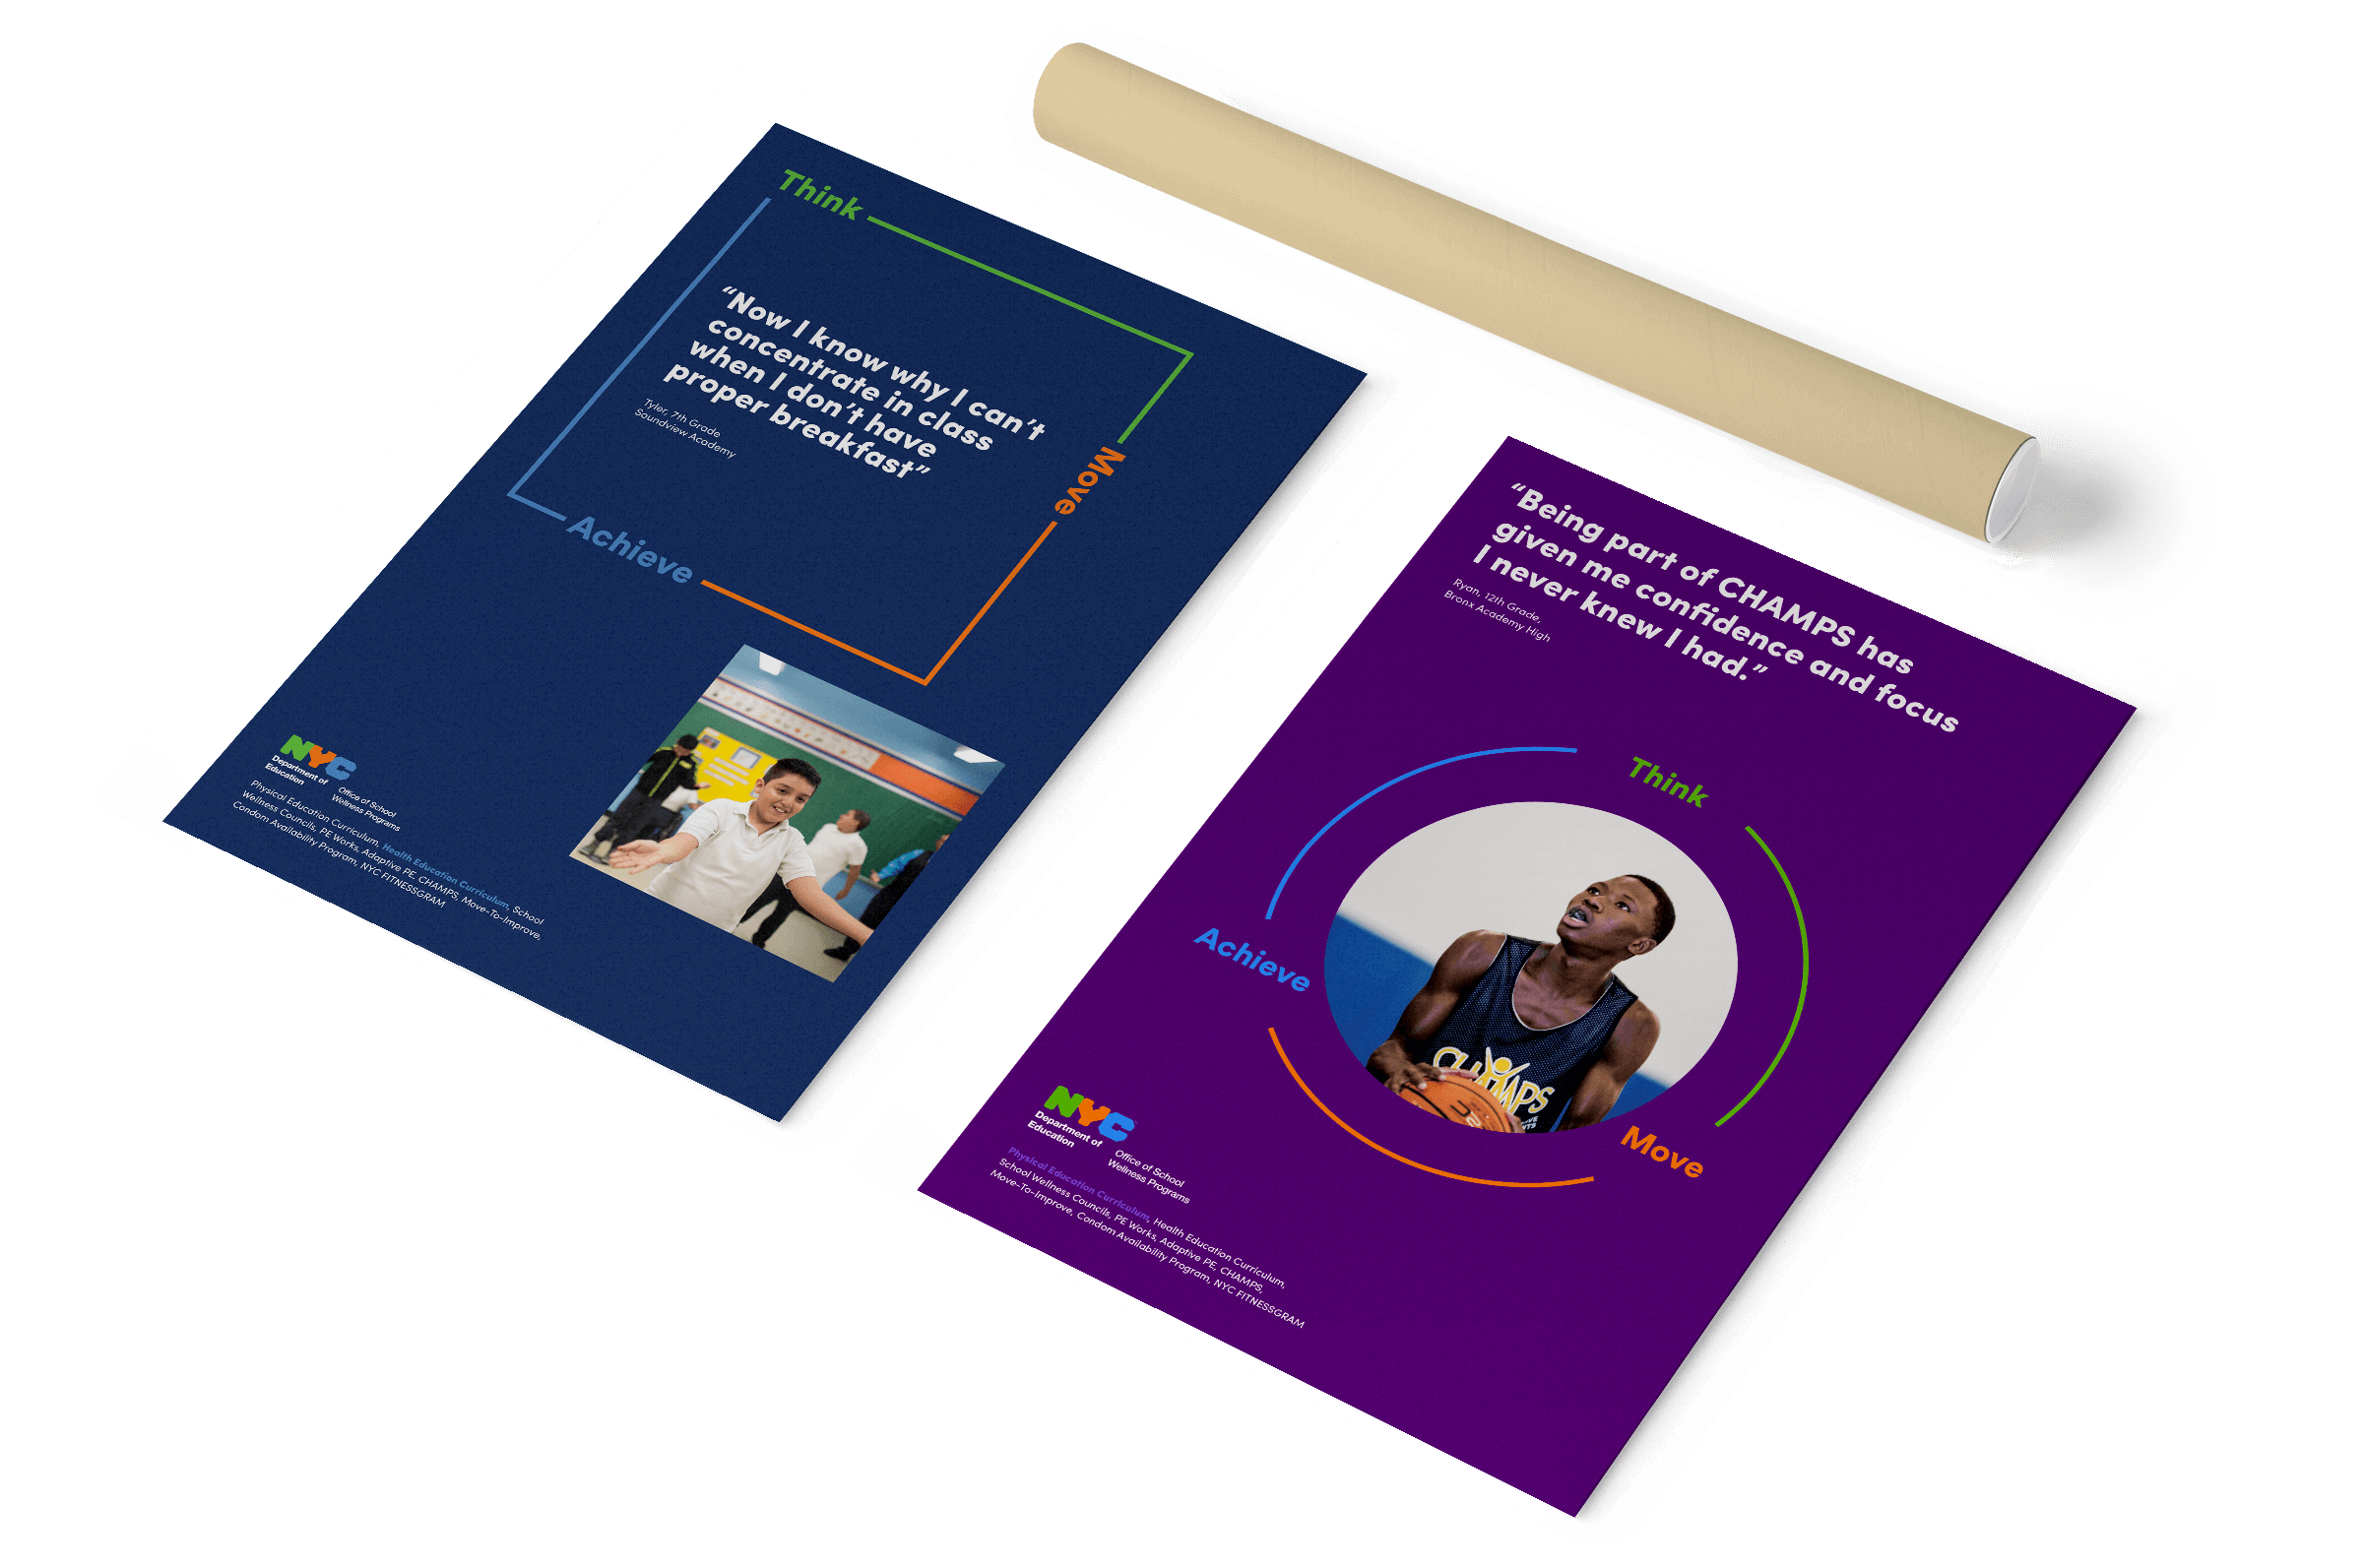 Think
“Now I know why I can’t
concentrate in class
when I don’t have
proper breakfast”
Tyler, 7th Grade
Soundview Academy
Move
Achieve
NYC
Department of
Education
Office of School
Wellness Programs
Physical Education Curriculum, Health Education Curriculum, School
Wellness Councils, PE Works, Adaptive PE, CHAMPS, Move-To-Improve,
Condom Availability Program, NYC FITNESSGRAM
“Being part of CHAMPS has
given me confidence and focus
I never knew I had.”
Ryan, 12th Grade,
Bronx Academy High
Think
Achieve
CHAMPS
Move
NYC
Department of
Education
Office of School
Wellness Programs
Physical Education Curriculum, Health Education Curriculum,
School Wellness Councils, PE Works, Adaptive PE, CHAMPS,
Move-To-Improve, Condom Availability Program, NYC FITNESSGRAM